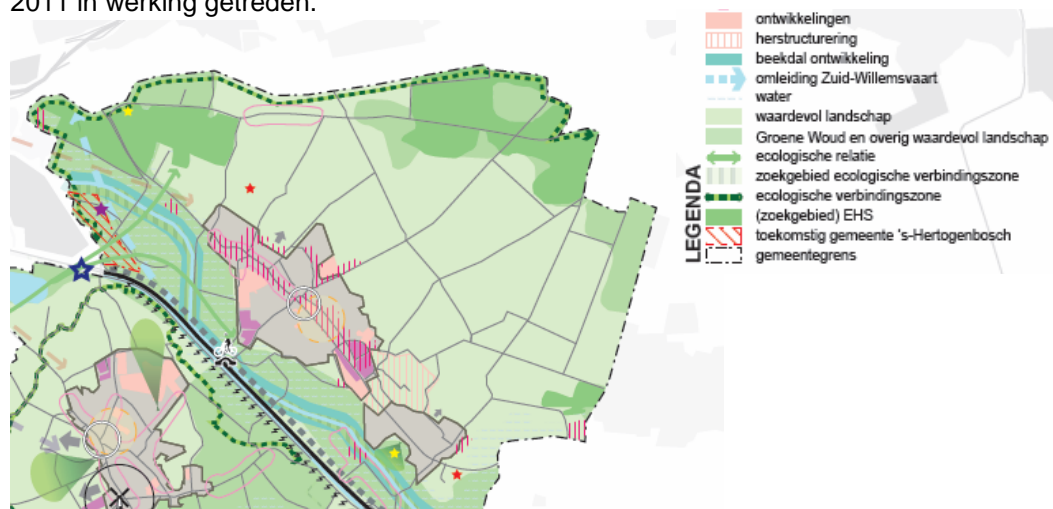 2011 in werking getreden.
ontwikkelingen
herstructurering
beekdal ontwikkeling
omleiding Zuid-Willemsvaart
water
waardevol landschap
Groene Woud en overig waardevol landschap
ecologische relatie
zoekgebied ecologische verbindingszone
ecologische verbindingszone
(zoekgebied) EHS
toekomstig gemeente 's-Hertogenbosch
gemeentegrens
LEGENDA